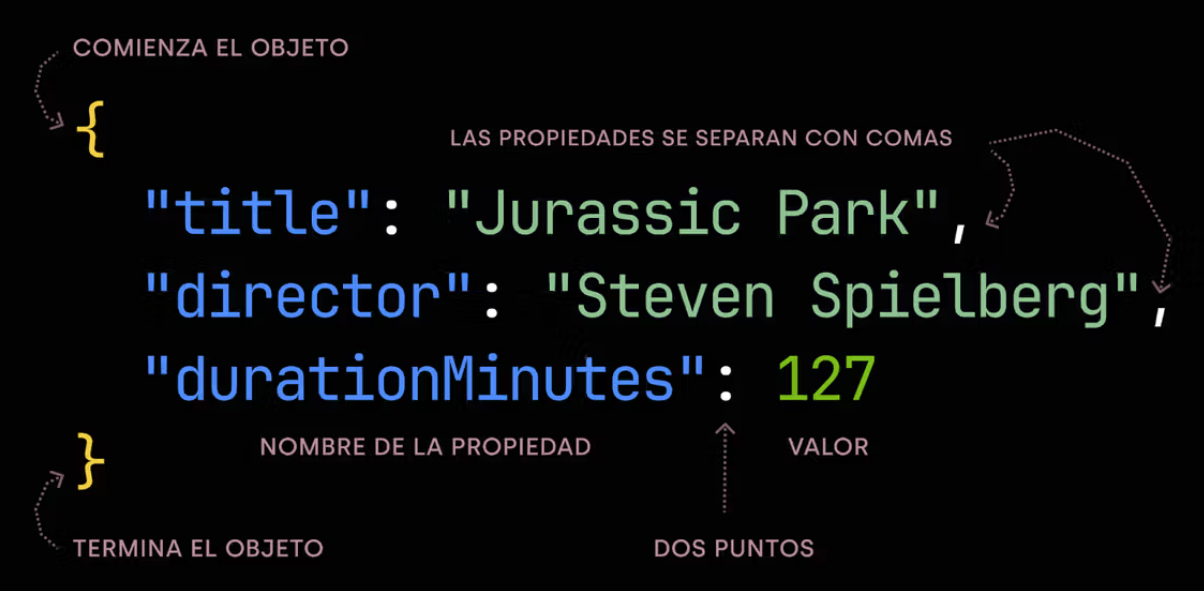 COMIENZA EL OBJETO
{
LAS PROPIEDADES SE SEPARAN CON COMAS
"title": "Jurassic Park",
"director": "Steven Spielberg",
"durationMinutes": 127
NOMBRE DE LA PROPIEDAD VALOR
}
TERMINA EL OBJETO DOS PUNTOS